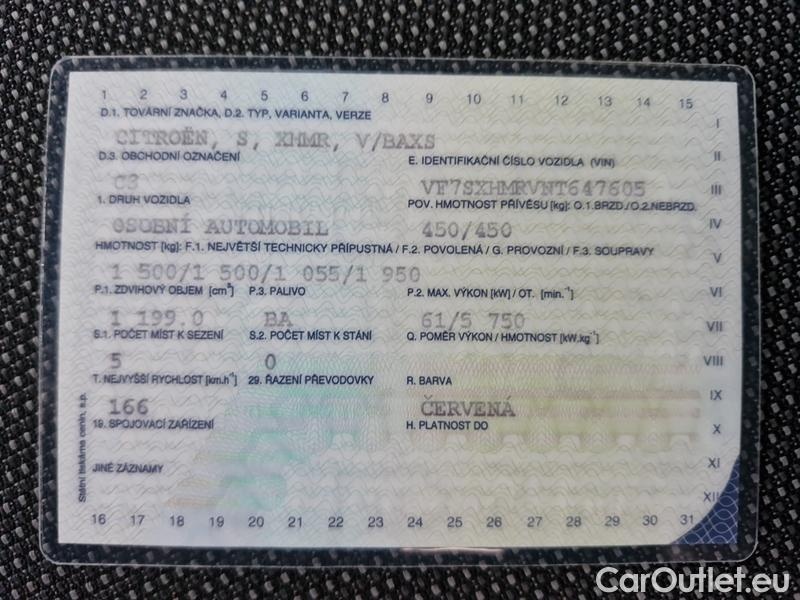 1 2 3 4 5 6 7 8 9 10 11 12 13 14 15
D.1. TOVÁRNÍ ZNAČKA, D.2. TYP, VARIANTA, VERZE I
CITROËN, S, XHMR, V/BAXS
D.3. OBCHODNÍ OZNAČENÍ E. IDENTIFIKAČNÍ ČÍSLO VOZIDLA (VIN) II
C3 VF7SXHMRVNT647605 III
1. DRUH VOZIDLA POV. HMOTNOST PŘÍVĚSU [kg]: O.1. BRZD./O.2. NEBRZD.
OSOBNÍ AUTOMOBIL 450/450 IV
HMOTNOST [kg]: F.1. NEJVĚTŠÍ TECHNICKY PŘÍPUSTNÁ / F.2. POVOLENÁ / G. PROVOZNÍ / F.3. SOUPRAVY V
1 500/1 500/1 055/1 950
P.1. ZDVIHOVÝ OBJEM [cm³] P.3. PALIVO P.2. MAX. VÝKON [kW] / OT. [min.⁻¹] VI
1 199.0 BA 61/5 750
S.1. POČET MÍST K SEZENÍ S.2. POČET MÍST K STÁNÍ Q. POMĚR VÝKON / HMOTNOST [kW.kg⁻¹] VII
5 0 VIII
T. NEJVYŠŠÍ RYCHLOST [km.h⁻¹] 29. ŘAZENÍ PŘEVODOVKY R. BARVA
166 ČERVENÁ IX
19. SPOJOVACÍ ZAŘÍZENÍ H. PLATNOST DO X
JINÉ ZÁZNAMY XI
XII
16 17 18 19 20 21 22 23 24 25 26 27 28 29 30 31
Státní tiskárna cenin, s.p.
CarOutlet.eu